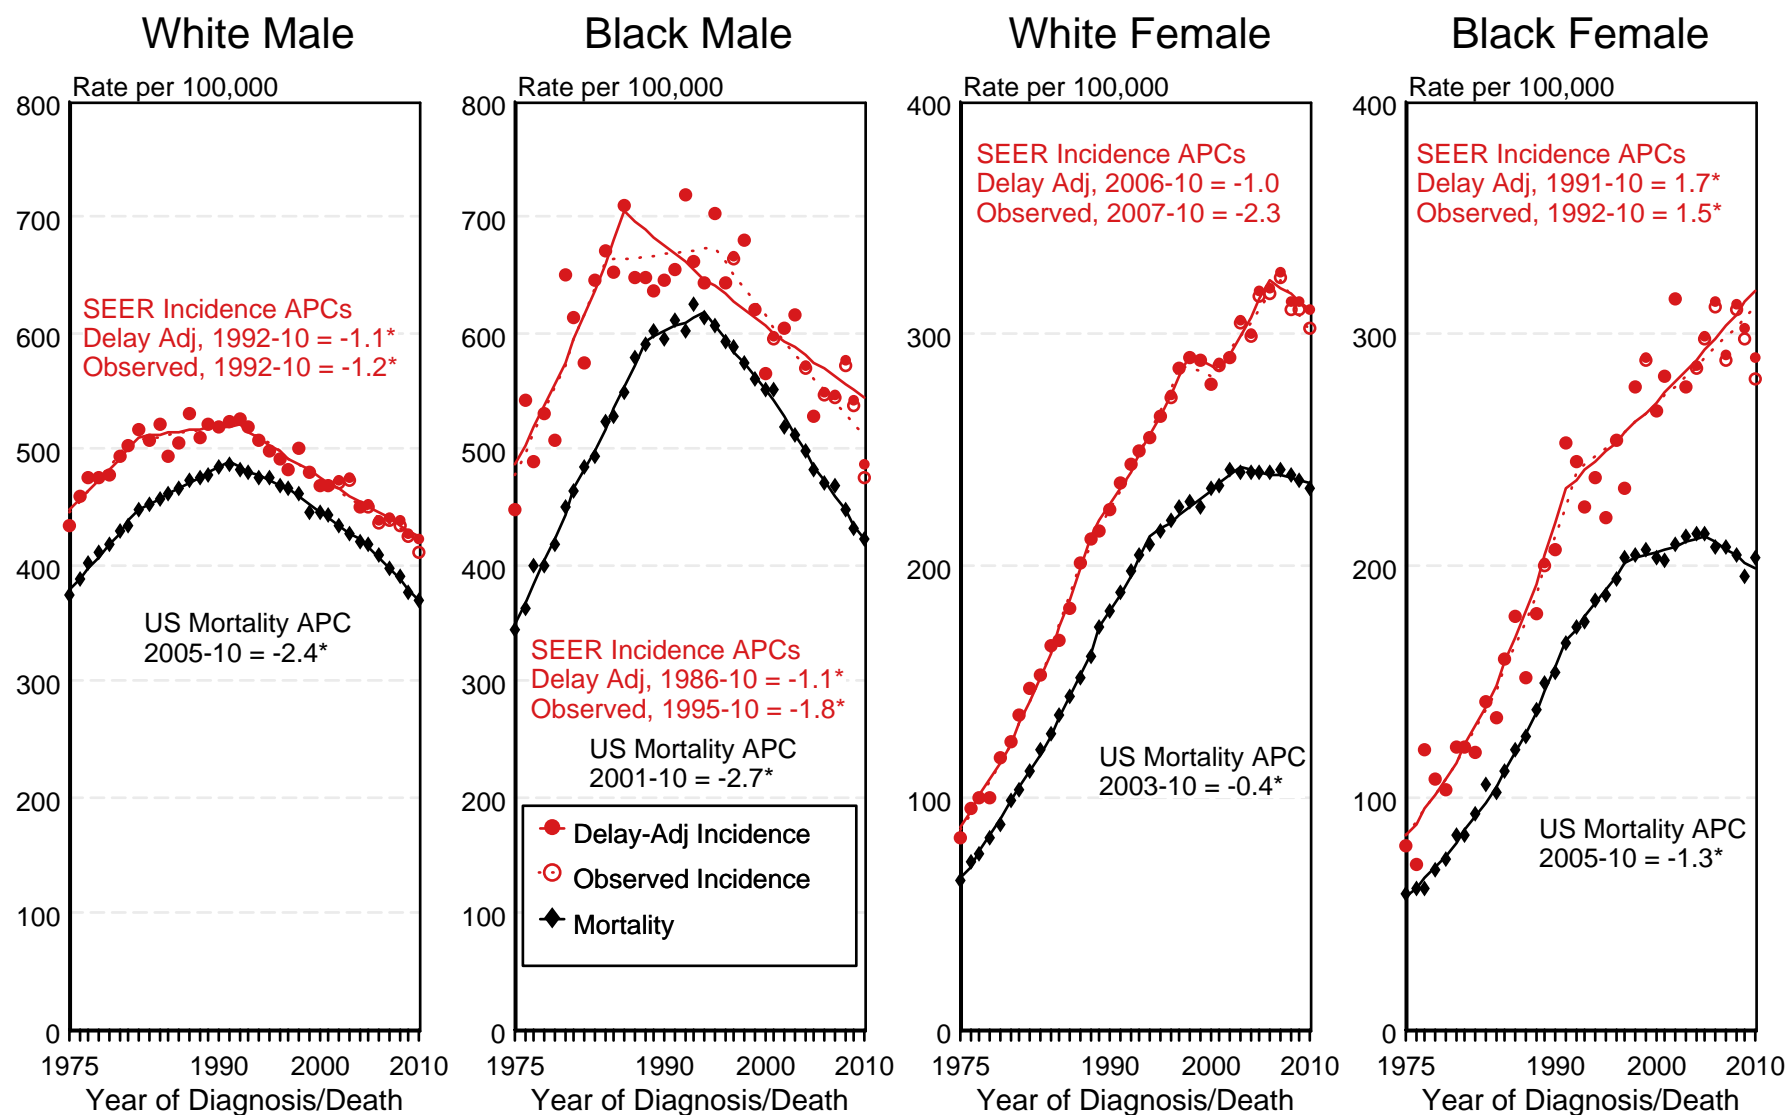 White Male
Rate per 100,000
800
700
600
500
400
300
200
100
0
SEER Incidence APCs
Delay Adj, 1992-10 = -1.1*
Observed, 1992-10 = -1.2*
US Mortality APC
2005-10 = -2.4*
1975 1990 2000 2010
Year of Diagnosis/Death
Black Male
Rate per 100,000
800
700
600
500
400
300
200
100
0
SEER Incidence APCs
Delay Adj, 1986-10 = -1.1*
Observed, 1995-10 = -1.8*
US Mortality APC
2001-10 = -2.7*
Delay-Adj Incidence
Observed Incidence
Mortality
1975 1990 2000 2010
Year of Diagnosis/Death
White Female
Rate per 100,000
400
300
200
100
0
SEER Incidence APCs
Delay Adj, 2006-10 = -1.0
Observed, 2007-10 = -2.3
US Mortality APC
2003-10 = -0.4*
1975 1990 2000 2010
Year of Diagnosis/Death
Black Female
Rate per 100,000
400
300
200
100
0
SEER Incidence APCs
Delay Adj, 1991-10 = 1.7*
Observed, 1992-10 = 1.5*
US Mortality APC
2005-10 = -1.3*
1975 1990 2000 2010
Year of Diagnosis/Death